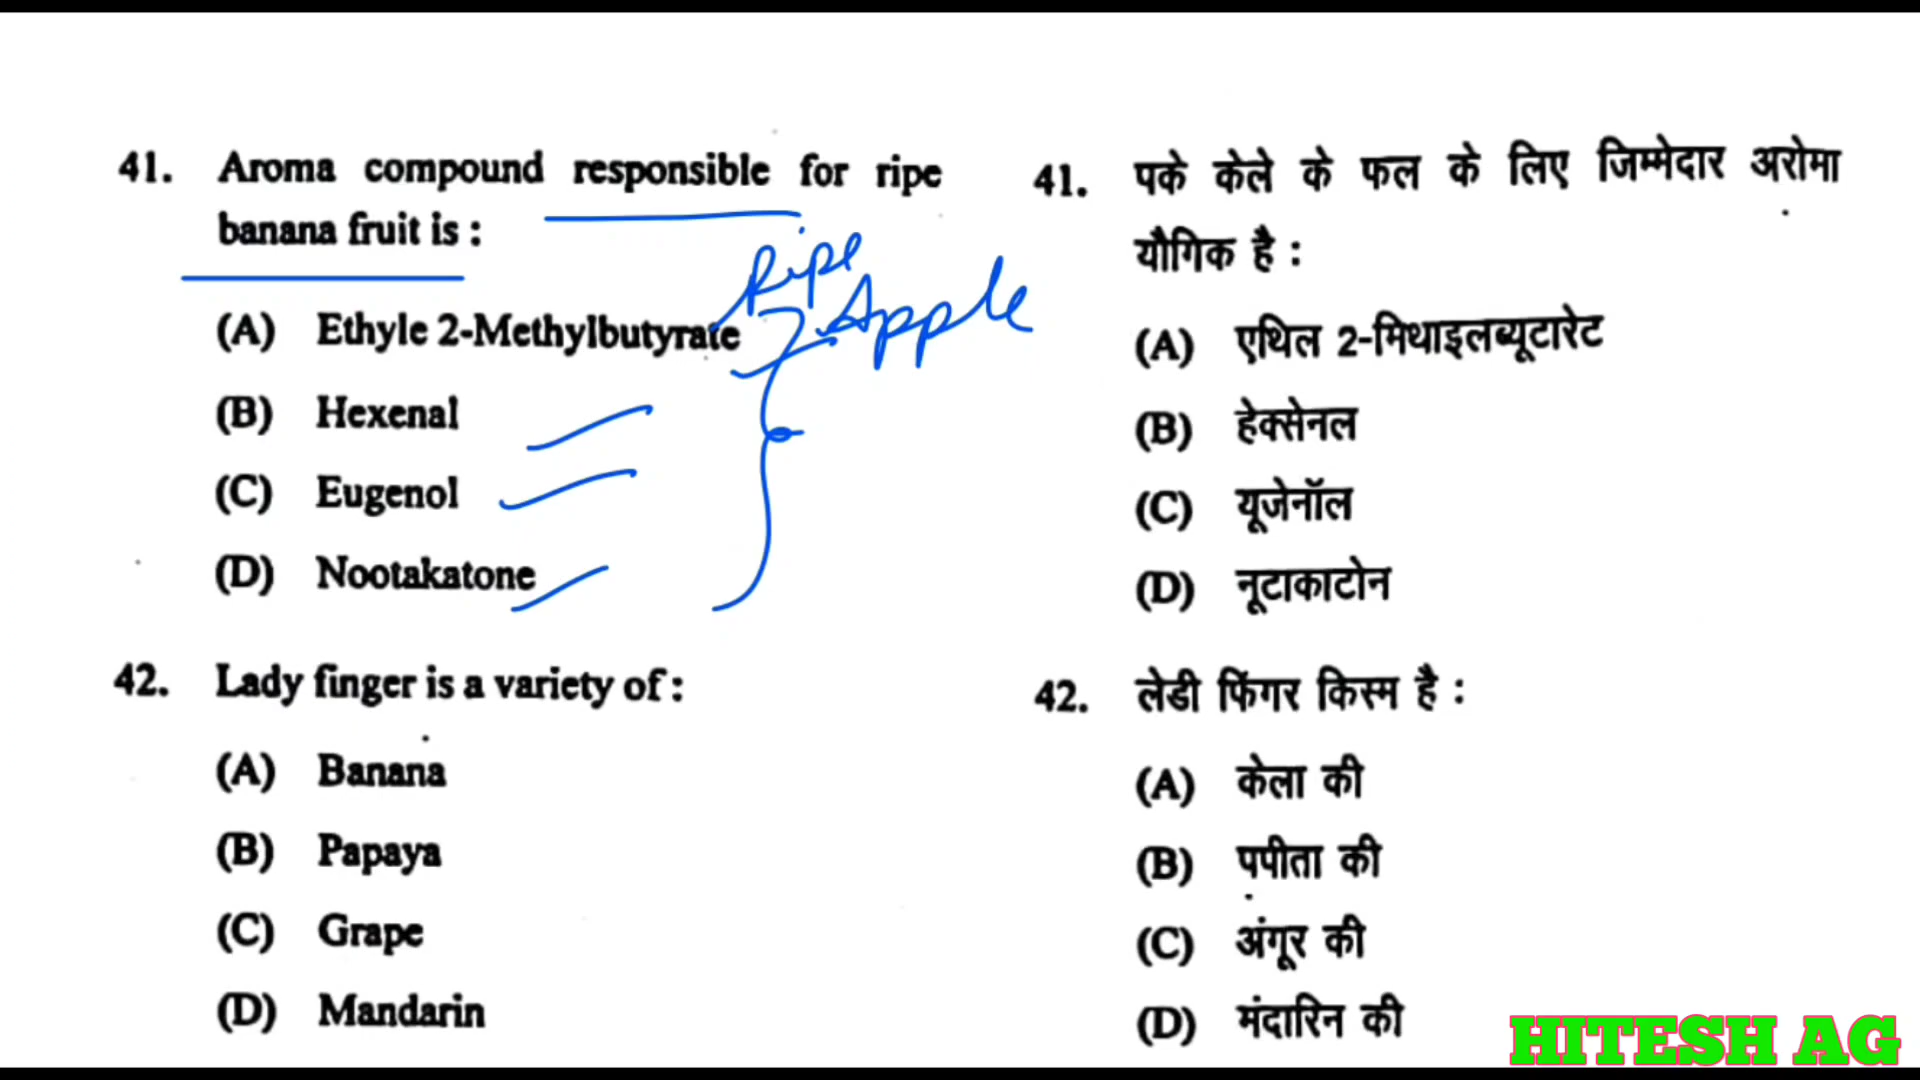 41. Aroma compound responsible for ripe
banana fruit is :
Ripe
Apple
(A) Ethyle 2-Methylbutyrate
(B) Hexenal
(C) Eugenol
(D) Nootakatone
42. Lady finger is a variety of :
(A) Banana
(B) Papaya
(C) Grape
(D) Mandarin
41. पके केले के फल के लिए जिम्मेदार अरोमा
यौगिक है :
(A) एथिल 2-मिथाइलब्यूटारेट
(B) हेक्सेनल
(C) यूजेनॉल
(D) नूटाकाटोन
42. लेडी फिंगर किस्म है :
(A) केला की
(B) पपीता की
(C) अंगूर की
(D) मंदारिन की
HITESH AG